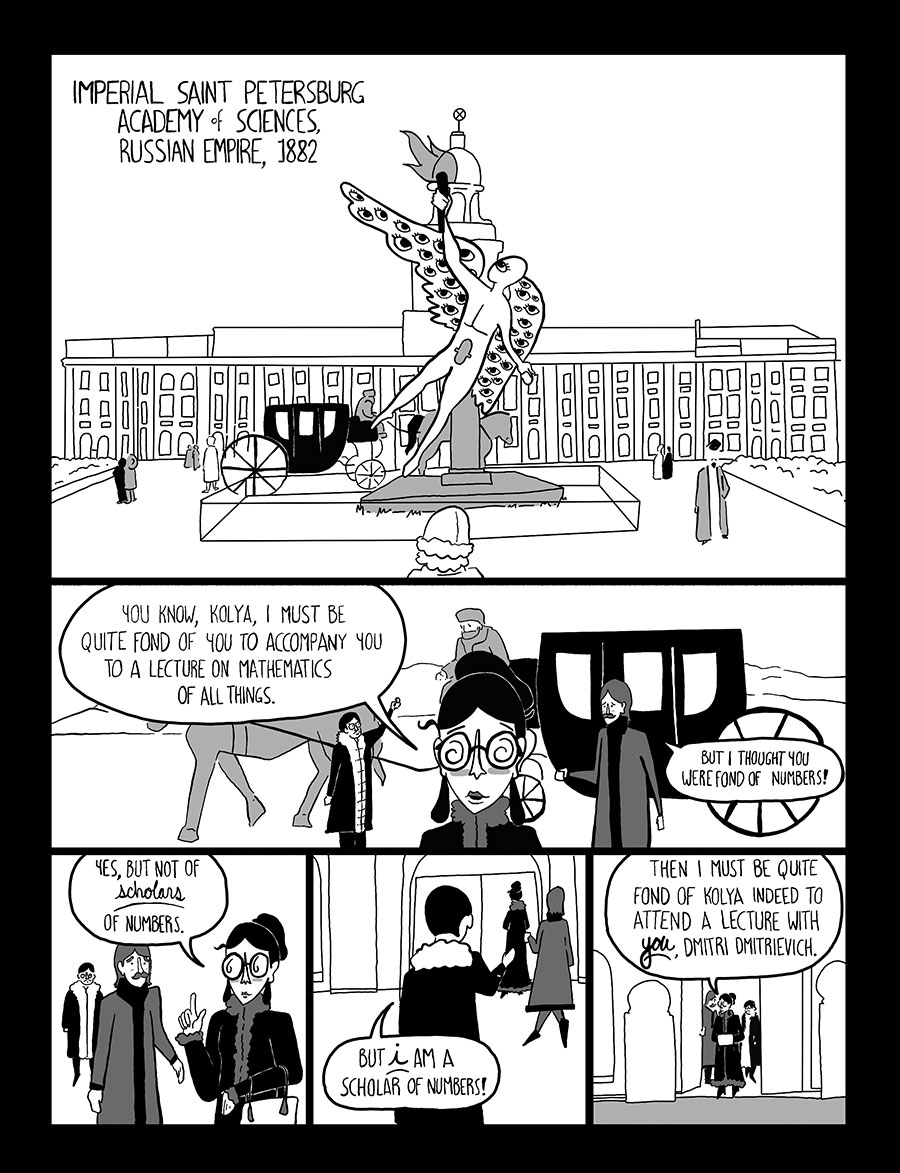 IMPERIAL SAINT PETERSBURG
ACADEMY of SCIENCES,
RUSSIAN EMPIRE, 1882
YOU KNOW, KOLYA, I MUST BE
QUITE FOND OF YOU TO ACCOMPANY YOU
TO A LECTURE ON MATHEMATICS
OF ALL THINGS.
BUT I THOUGHT YOU
WERE FOND OF NUMBERS!
YES, BUT NOT OF
scholars
OF NUMBERS.
BUT i AM A
SCHOLAR OF NUMBERS!
THEN I MUST BE QUITE
FOND OF KOLYA INDEED TO
ATTEND A LECTURE WITH
you, DMITRI DMITRIEVICH.